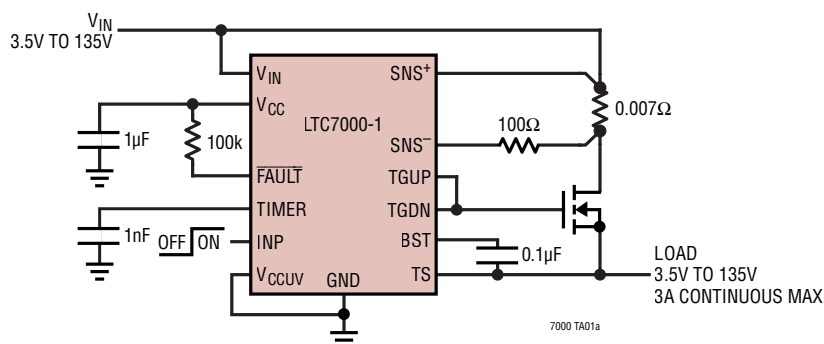 VIN
3.5V TO 135V
VIN
VCC
1µF
100k
FAULT
TIMER
1nF
OFF ON
INP
VCCUV
GND
LTC7000-1
SNS+
SNS–
TGUP
TGDN
BST
TS
100Ω
0.007Ω
0.1µF
LOAD
3.5V TO 135V
3A CONTINUOUS MAX
7000 TA01a